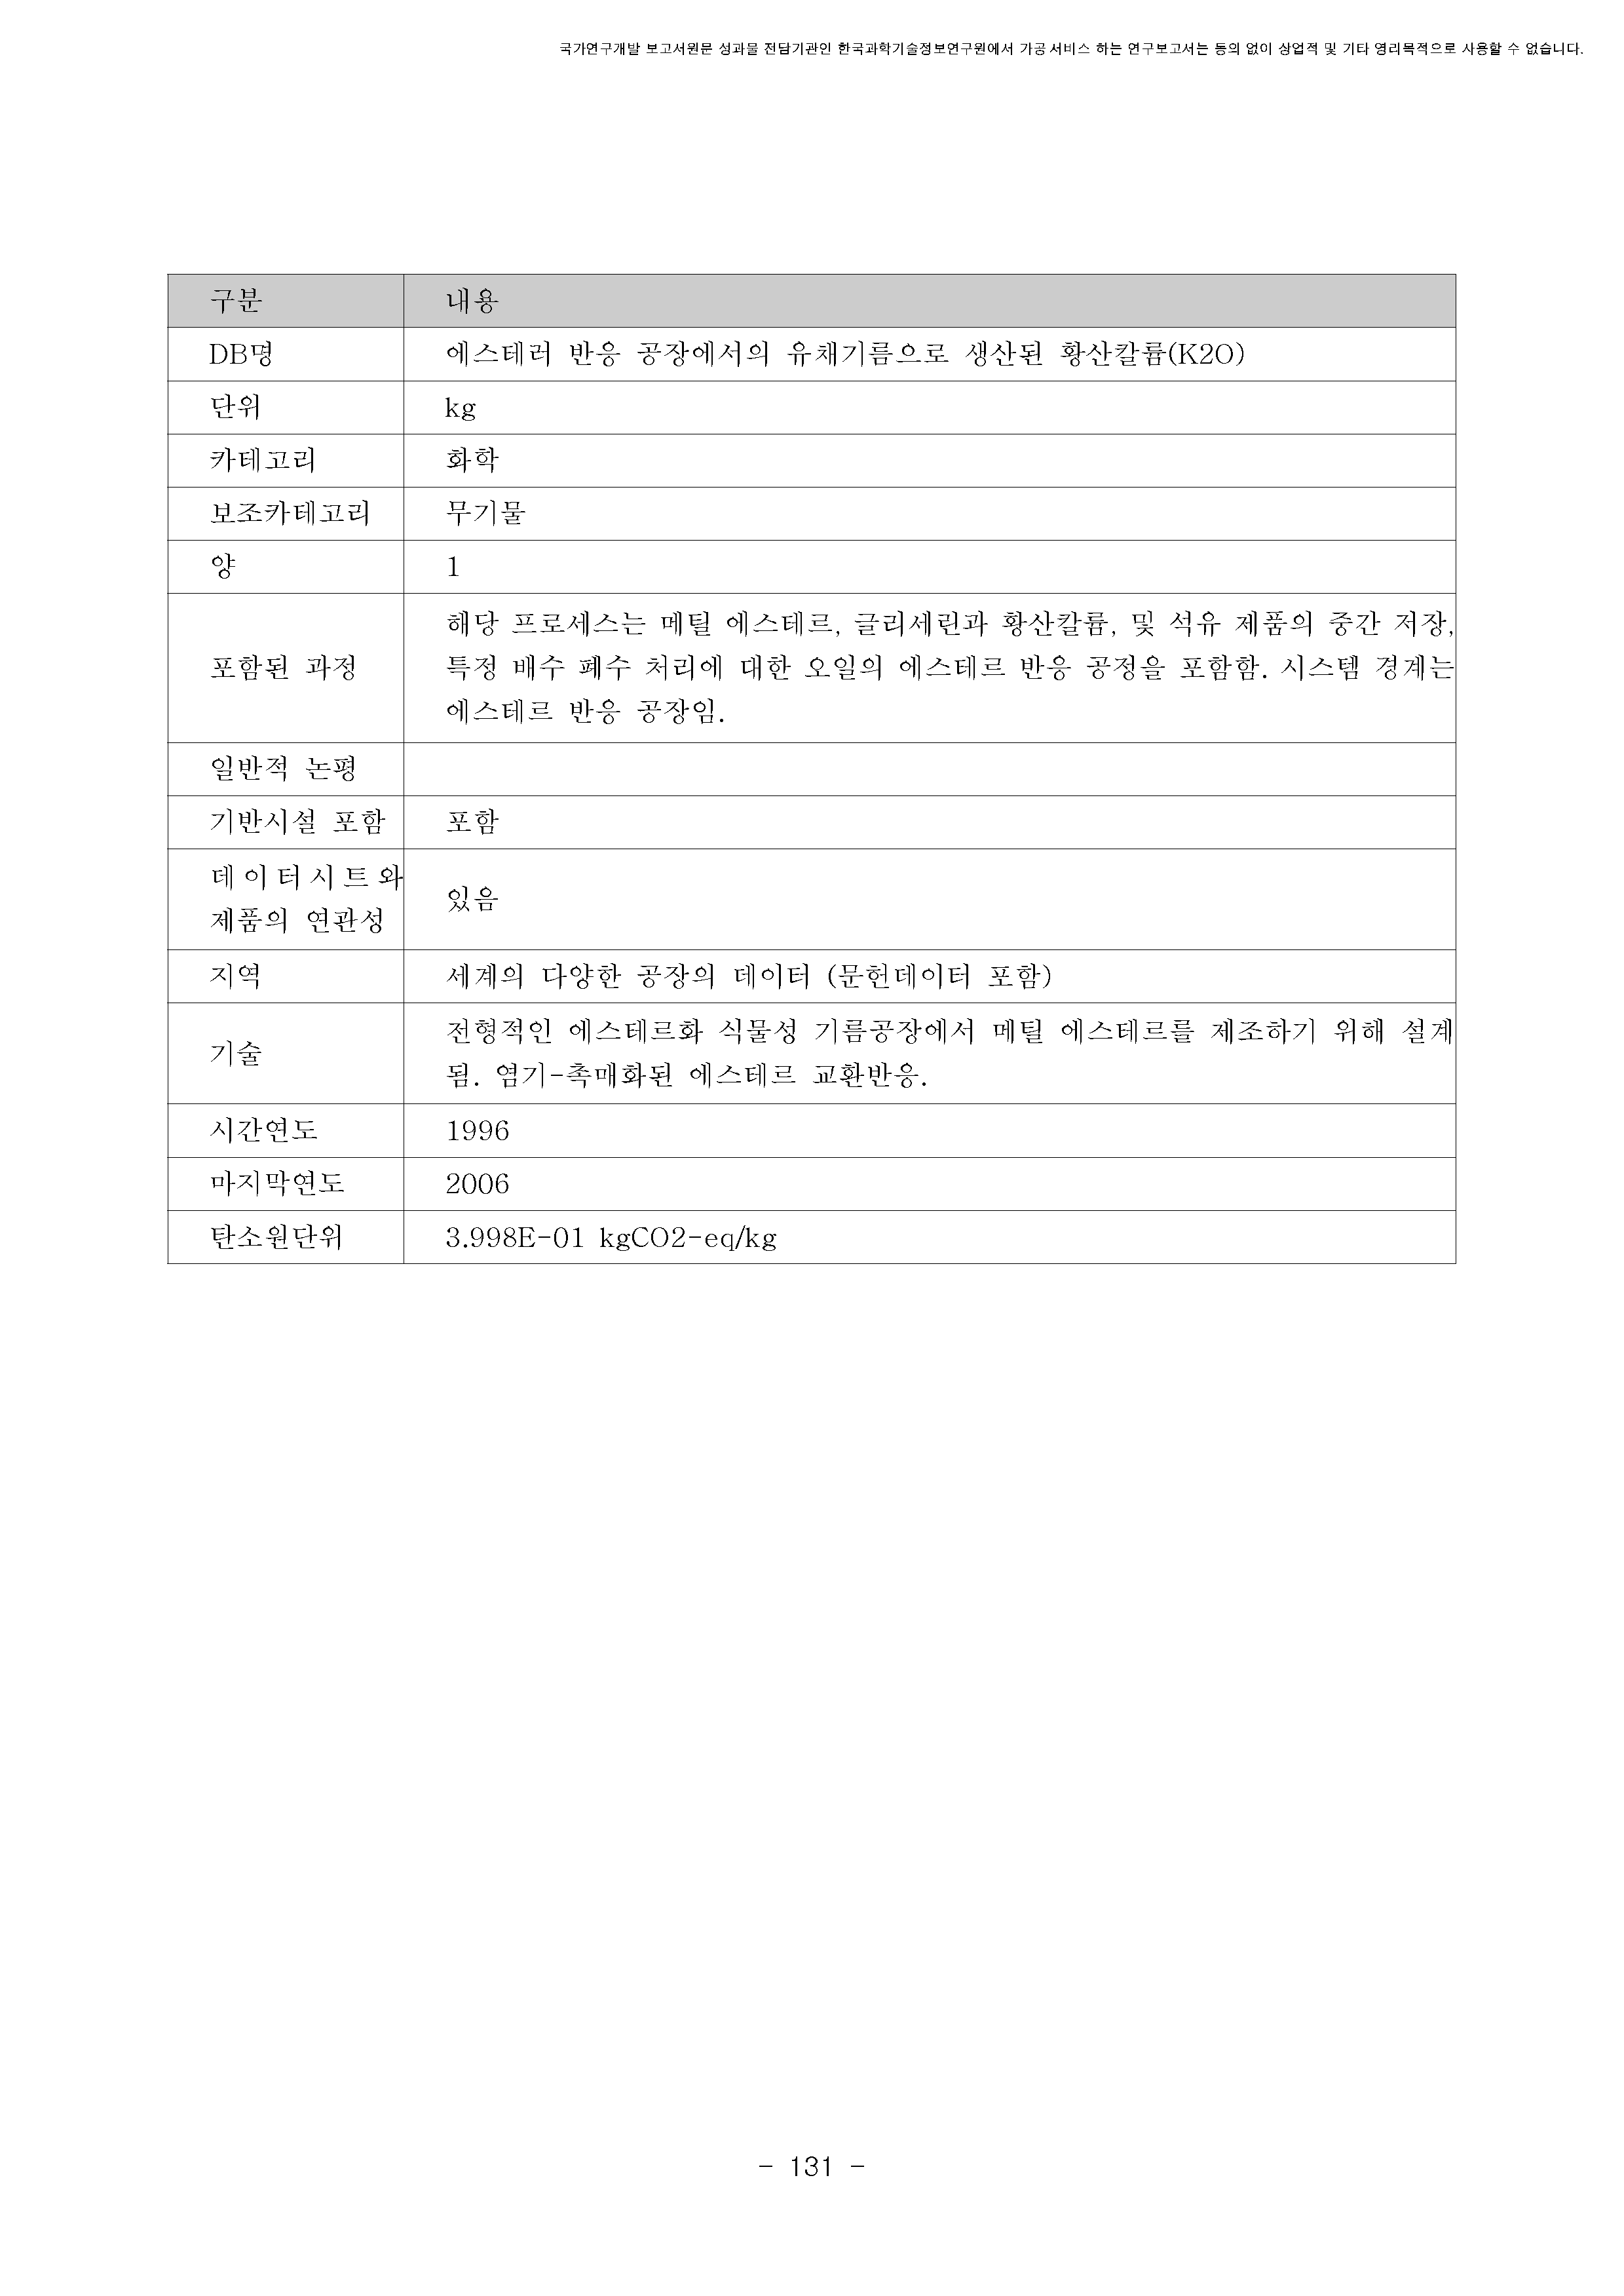 국가연구개발 보고서원문 성과물 전담기관인 한국과학기술정보연구원에서 가공·서비스 하는 연구보고서는 동의 없이 상업적 및 기타 영리목적으로 사용할 수 없습니다.
구분 내용
DB명 에스테러 반응 공장에서의 유채기름으로 생산된 황산칼륨(K2O)
단위 kg
카테고리 화학
보조카테고리 무기물
양 1
포함된 과정
해당 프로세스는 메틸 에스테르, 글리세린과 황산칼륨, 및 석유 제품의 중간 저장,
특정 배수 폐수 처리에 대한 오일의 에스테르 반응 공정을 포함함. 시스템 경계는
에스테르 반응 공장임.
일반적 논평
기반시설 포함 포함
데이터시트와
제품의 연관성
있음
지역 세계의 다양한 공장의 데이터 (문헌데이터 포함)
기술
전형적인 에스테르화 식물성 기름공장에서 메틸 에스테르를 제조하기 위해 설계
됨. 염기-촉매화된 에스테르 교환반응.
시간연도 1996
마지막연도 2006
탄소원단위 3.998E-01 kgCO2-eq/kg
- 131 -